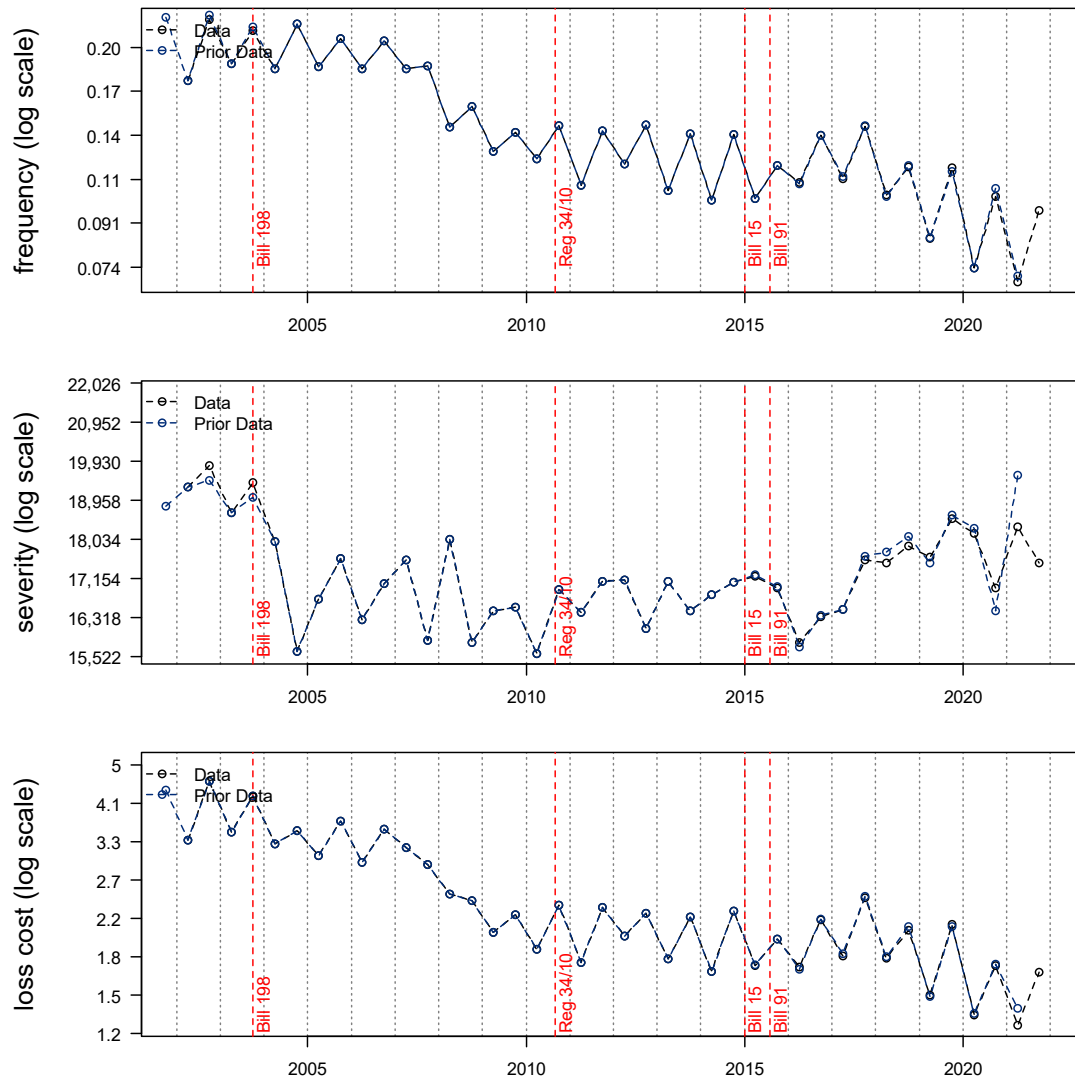 frequency (log scale)
0.20
0.17
0.14
0.11
0.091
0.074
Data
Prior Data
Bill 198
Reg 34/10
Bill 15
Bill 91
2005
2010
2015
2020
severity (log scale)
22,026
20,952
19,930
18,958
18,034
17,154
16,318
15,522
Data
Prior Data
Bill 198
Reg 34/10
Bill 15
Bill 91
2005
2010
2015
2020
loss cost (log scale)
5
4.1
3.3
2.7
2.2
1.8
1.5
1.2
Data
Prior Data
Bill 198
Reg 34/10
Bill 15
Bill 91
2005
2010
2015
2020